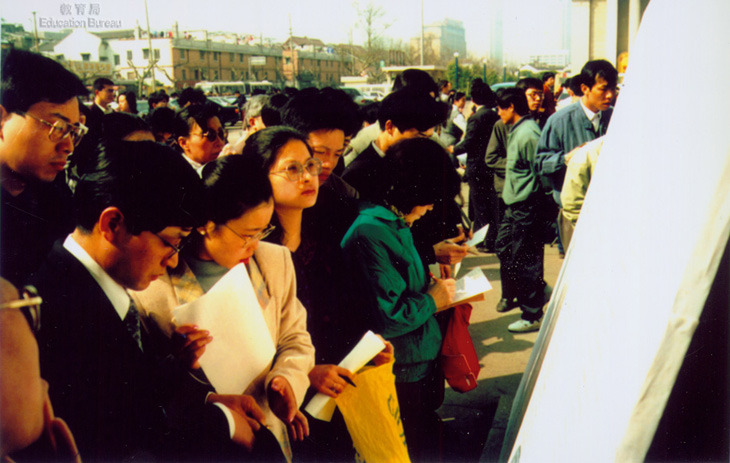 教育局
Education Bureau